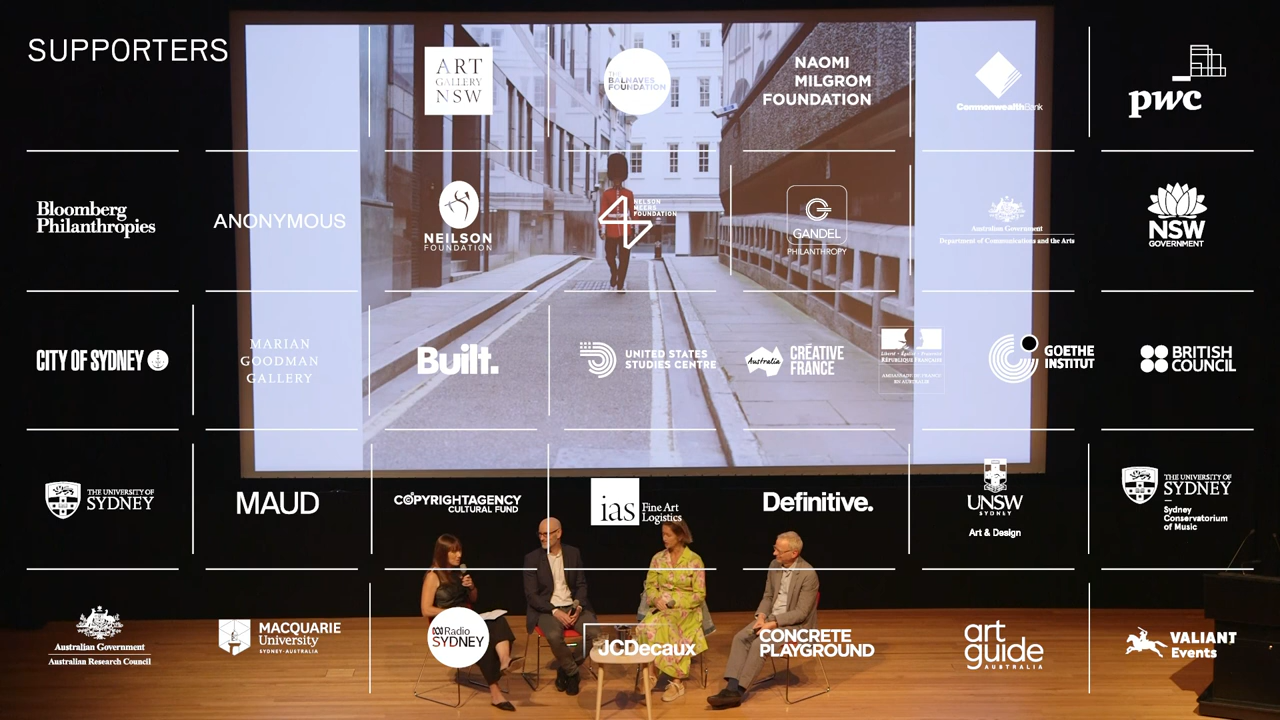 SUPPORTERS
ART
GALLERY
NSW
THE
BALNAVES
FOUNDATION
NAOMI
MILGROM
FOUNDATION
CommonwealthBank
pwc
Bloomberg
Philanthropies
ANONYMOUS
NEILSON
FOUNDATION
NELSON
MEERS
FOUNDATION
GANDEL
PHILANTHROPY
Australian Government
Department of Communications and the Arts
NSW
GOVERNMENT
CITY OF SYDNEY
MARIAN
GOODMAN
GALLERY
Built.
UNITED STATES
STUDIES CENTRE
Australia
CRÉATIVE
FRANCE
Liberté • Égalité • Fraternité
RÉPUBLIQUE FRANÇAISE
AMBASSADE DE FRANCE
EN AUSTRALIE
GOETHE
INSTITUT
BRITISH
COUNCIL
THE UNIVERSITY OF
SYDNEY
MAUD
COPYRIGHTAGENCY
CULTURAL FUND
ias Fine Art
Logistics
Definitive.
UNSW
SYDNEY
Art & Design
THE UNIVERSITY OF
SYDNEY
Sydney
Conservatorium
of Music
Australian Government
Australian Research Council
MACQUARIE
University
SYDNEY·AUSTRALIA
ABC Radio
SYDNEY
JCDecaux
CONCRETE
PLAYGROUND
art
guide
AUSTRALIA
VALIANT
Events